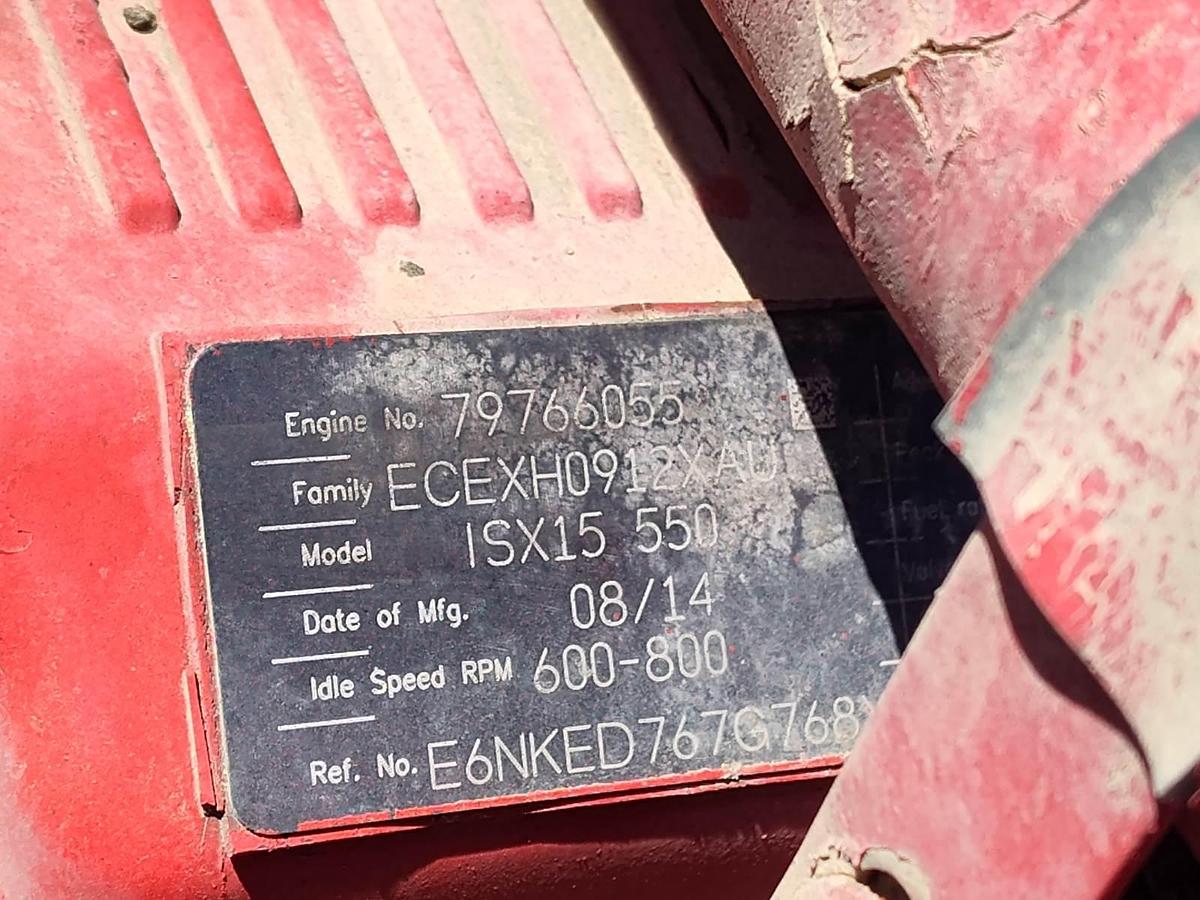 Engine No. 79766055
Family ECEXH0912XAU
Model ISX15 550
Date of Mfg. 08/14
Idle Speed RPM 600-800
Ref. No. E6NKED767G768
Fuel